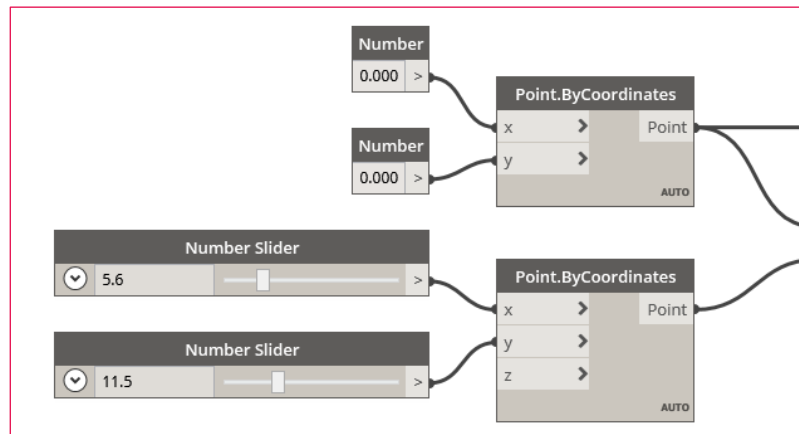 Number
0.000 >
Point.ByCoordinates
x > Point
Number
y >
0.000 >
AUTO
Number Slider
5.6 >
Point.ByCoordinates
x > Point
Number Slider
y >
11.5 >
z >
AUTO